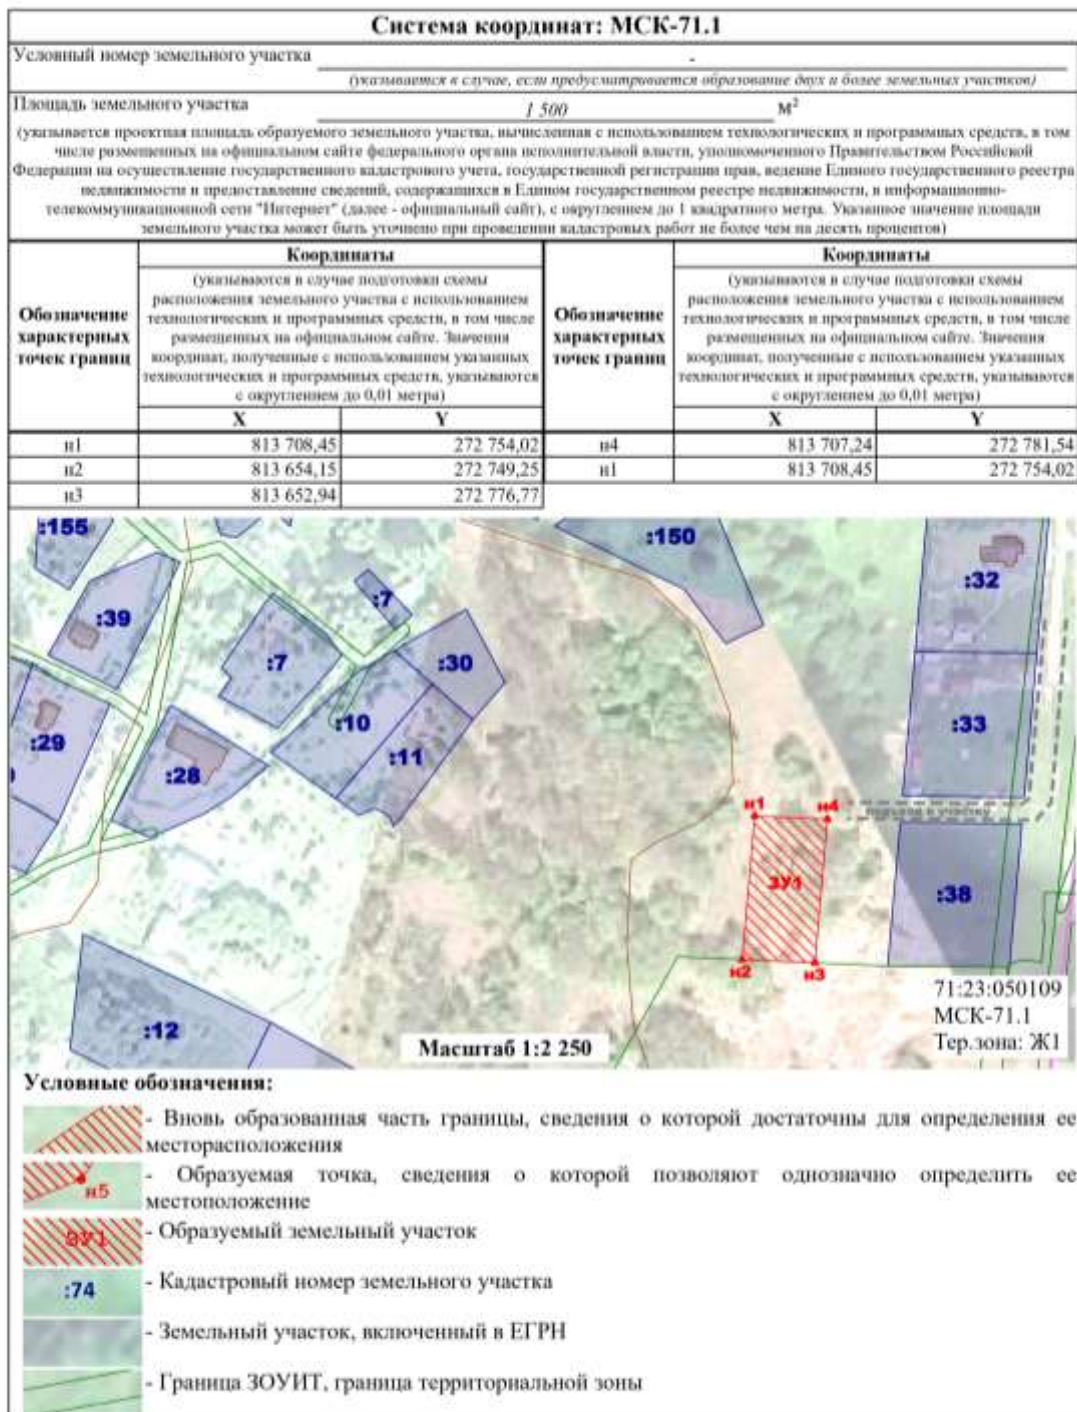 Система координат: МСК-71.1
Условный номер земельного участка -
(указывается в случае, если предусматривается образование двух и более земельных участков)
Площадь земельного участка 1 500 м²
(указывается проектная площадь образуемого земельного участка, вычисленная с использованием технологических и программных средств, в том
числе размещенных на официальном сайте федерального органа исполнительной власти, уполномоченного Правительством Российской
Федерации на осуществление государственного кадастрового учета, государственной регистрации прав, ведение Единого государственного реестра
недвижимости и предоставление сведений, содержащихся в Едином государственном реестре недвижимости, в информационно-
телекоммуникационной сети "Интернет" (далее - официальный сайт), с округлением до 1 квадратного метра. Указанное значение площади
земельного участка может быть уточнено при проведении кадастровых работ не более чем на десять процентов)
Обозначение
характерных
точек границ
Координаты
(указываются в случае подготовки схемы
расположения земельного участка с использованием
технологических и программных средств, в том числе
размещенных на официальном сайте. Значения
координат, полученные с использованием указанных
технологических и программных средств, указываются
с округлением до 0,01 метра)
X Y
Обозначение
характерных
точек границ
Координаты
(указываются в случае подготовки схемы
расположения земельного участка с использованием
технологических и программных средств, в том числе
размещенных на официальном сайте. Значения
координат, полученные с использованием указанных
технологических и программных средств, указываются
с округлением до 0,01 метра)
X Y
н1 813 708,45 272 754,02 н4 813 707,24 272 781,54
н2 813 654,15 272 749,25 н1 813 708,45 272 754,02
н3 813 652,94 272 776,77
:155
:150
:32
:39
:7
:7
:30
:10
:33
:29
:11
:28
н1
н4
подъезд к участку
ЗУ1
:38
н2
н3
:12
71:23:050109
МСК-71.1
Тер.зона: Ж1
Масштаб 1:2 250
Условные обозначения:
- Вновь образованная часть границы, сведения о которой достаточны для определения ее
месторасположения
н5
- Образуемая точка, сведения о которой позволяют однозначно определить ее
местоположение
ЗУ1
- Образуемый земельный участок
:74
- Кадастровый номер земельного участка
- Земельный участок, включенный в ЕГРН
- Граница ЗОУИТ, граница территориальной зоны